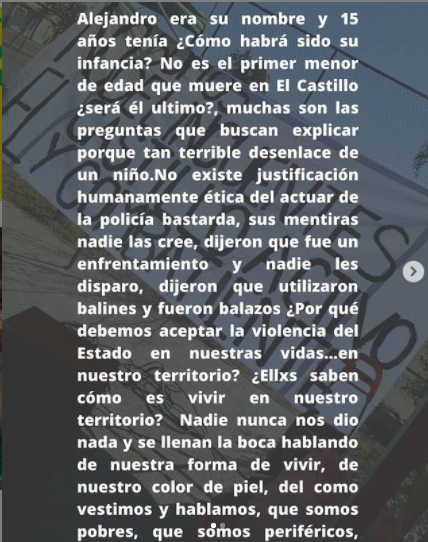 Alejandro era su nombre y 15
años tenía ¿Cómo habrá sido su
infancia? No es el primer menor
de edad que muere en El Castillo
¿será él ultimo?, muchas son las
preguntas que buscan explicar
porque tan terrible desenlace de
un niño.No existe justificación
humanamente ética del actuar de
la policía bastarda, sus mentiras
nadie las cree, dijeron que fue un
enfrentamiento y nadie les
disparo, dijeron que utilizaron
balines y fueron balazos ¿Por qué
debemos aceptar la violencia del
Estado en nuestras vidas...en
nuestro territorio? ¿Ellxs saben
cómo es vivir en nuestro
territorio? Nadie nunca nos dio
nada y se llenan la boca hablando
de nuestra forma de vivir, de
nuestro color de piel, del como
vestimos y hablamos, que somos
pobres, que somos periféricos,